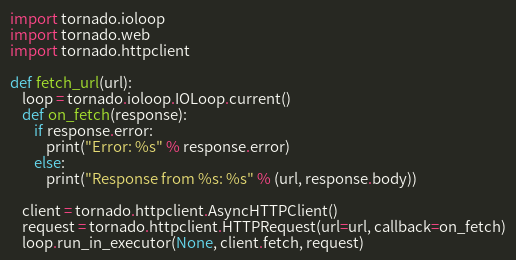 import tornado.ioloop
import tornado.web
import tornado.httpclient

def fetch_url(url):
    loop = tornado.ioloop.IOLoop.current()
    def on_fetch(response):
        if response.error:
            print("Error: %s" % response.error)
        else:
            print("Response from %s: %s" % (url, response.body))

    client = tornado.httpclient.AsyncHTTPClient()
    request = tornado.httpclient.HTTPRequest(url=url, callback=on_fetch)
    loop.run_in_executor(None, client.fetch, request)